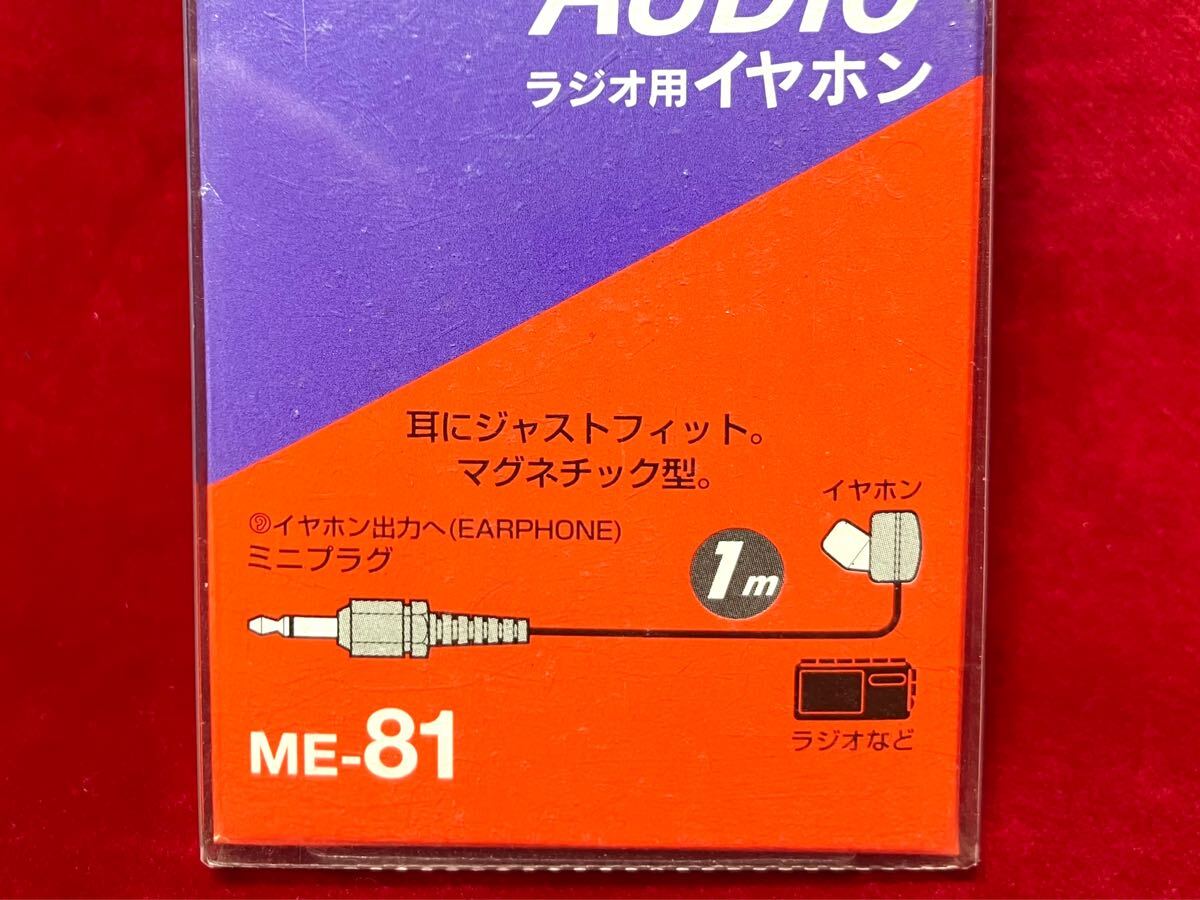 AUDIO
ラジオ用イヤホン
耳にジャストフィット。
マグネチック型。
イヤホン
イヤホン出力へ(EARPHONE)
ミニプラグ
1m
ME-81
ラジオなど